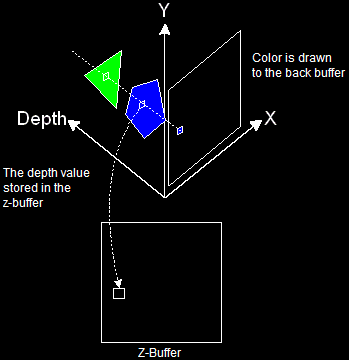 Y
Color is drawn
to the back buffer
Depth
X
The depth value
stored in the
z-buffer
Z-Buffer